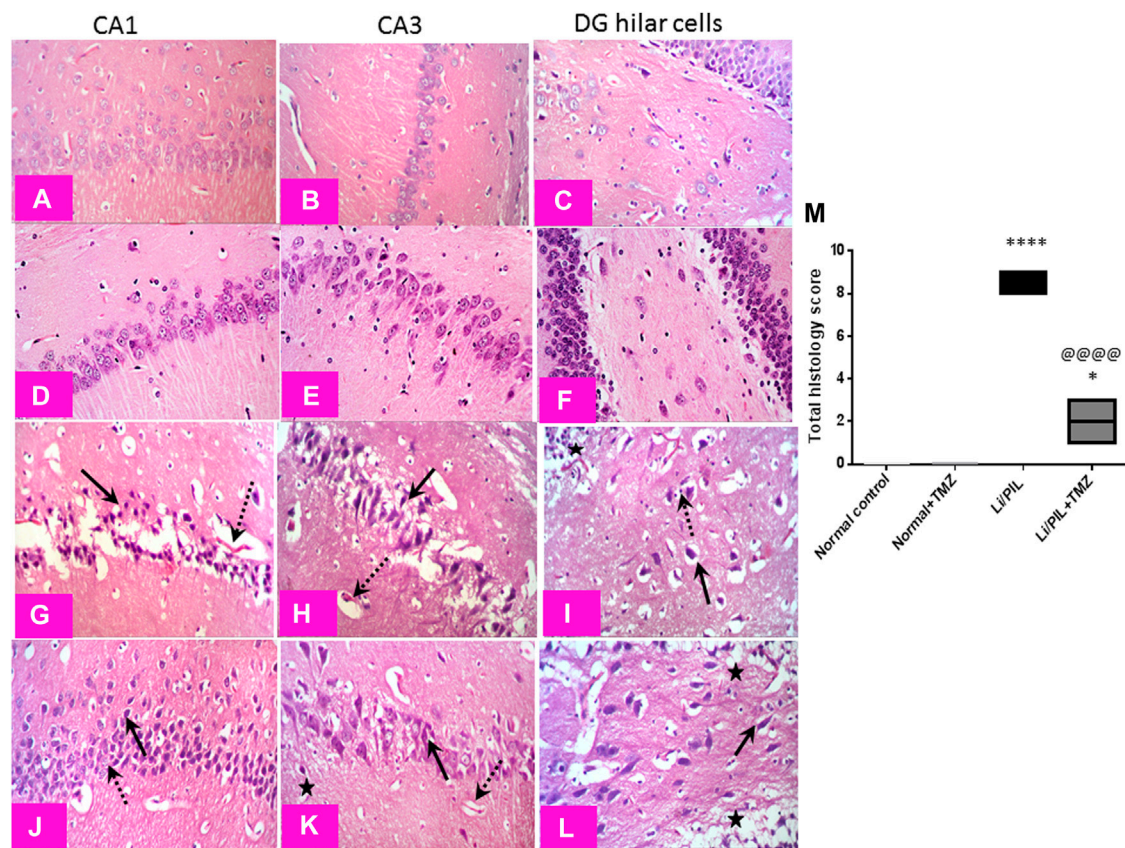 CA1
CA3
DG hilar cells
A
B
C
D
E
F
G
H
I
J
K
L
M
Total histology score
10
8
6
4
2
0
****
@@@@
*
Normal control
Normal+TMZ
Li/PIL
Li/PIL+TMZ